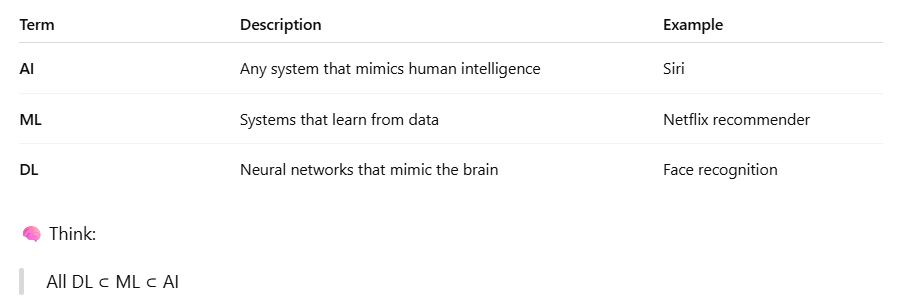 Term Description Example
AI Any system that mimics human intelligence Siri
ML Systems that learn from data Netflix recommender
DL Neural networks that mimic the brain Face recognition
🧠 Think:
All DL ⊂ ML ⊂ AI